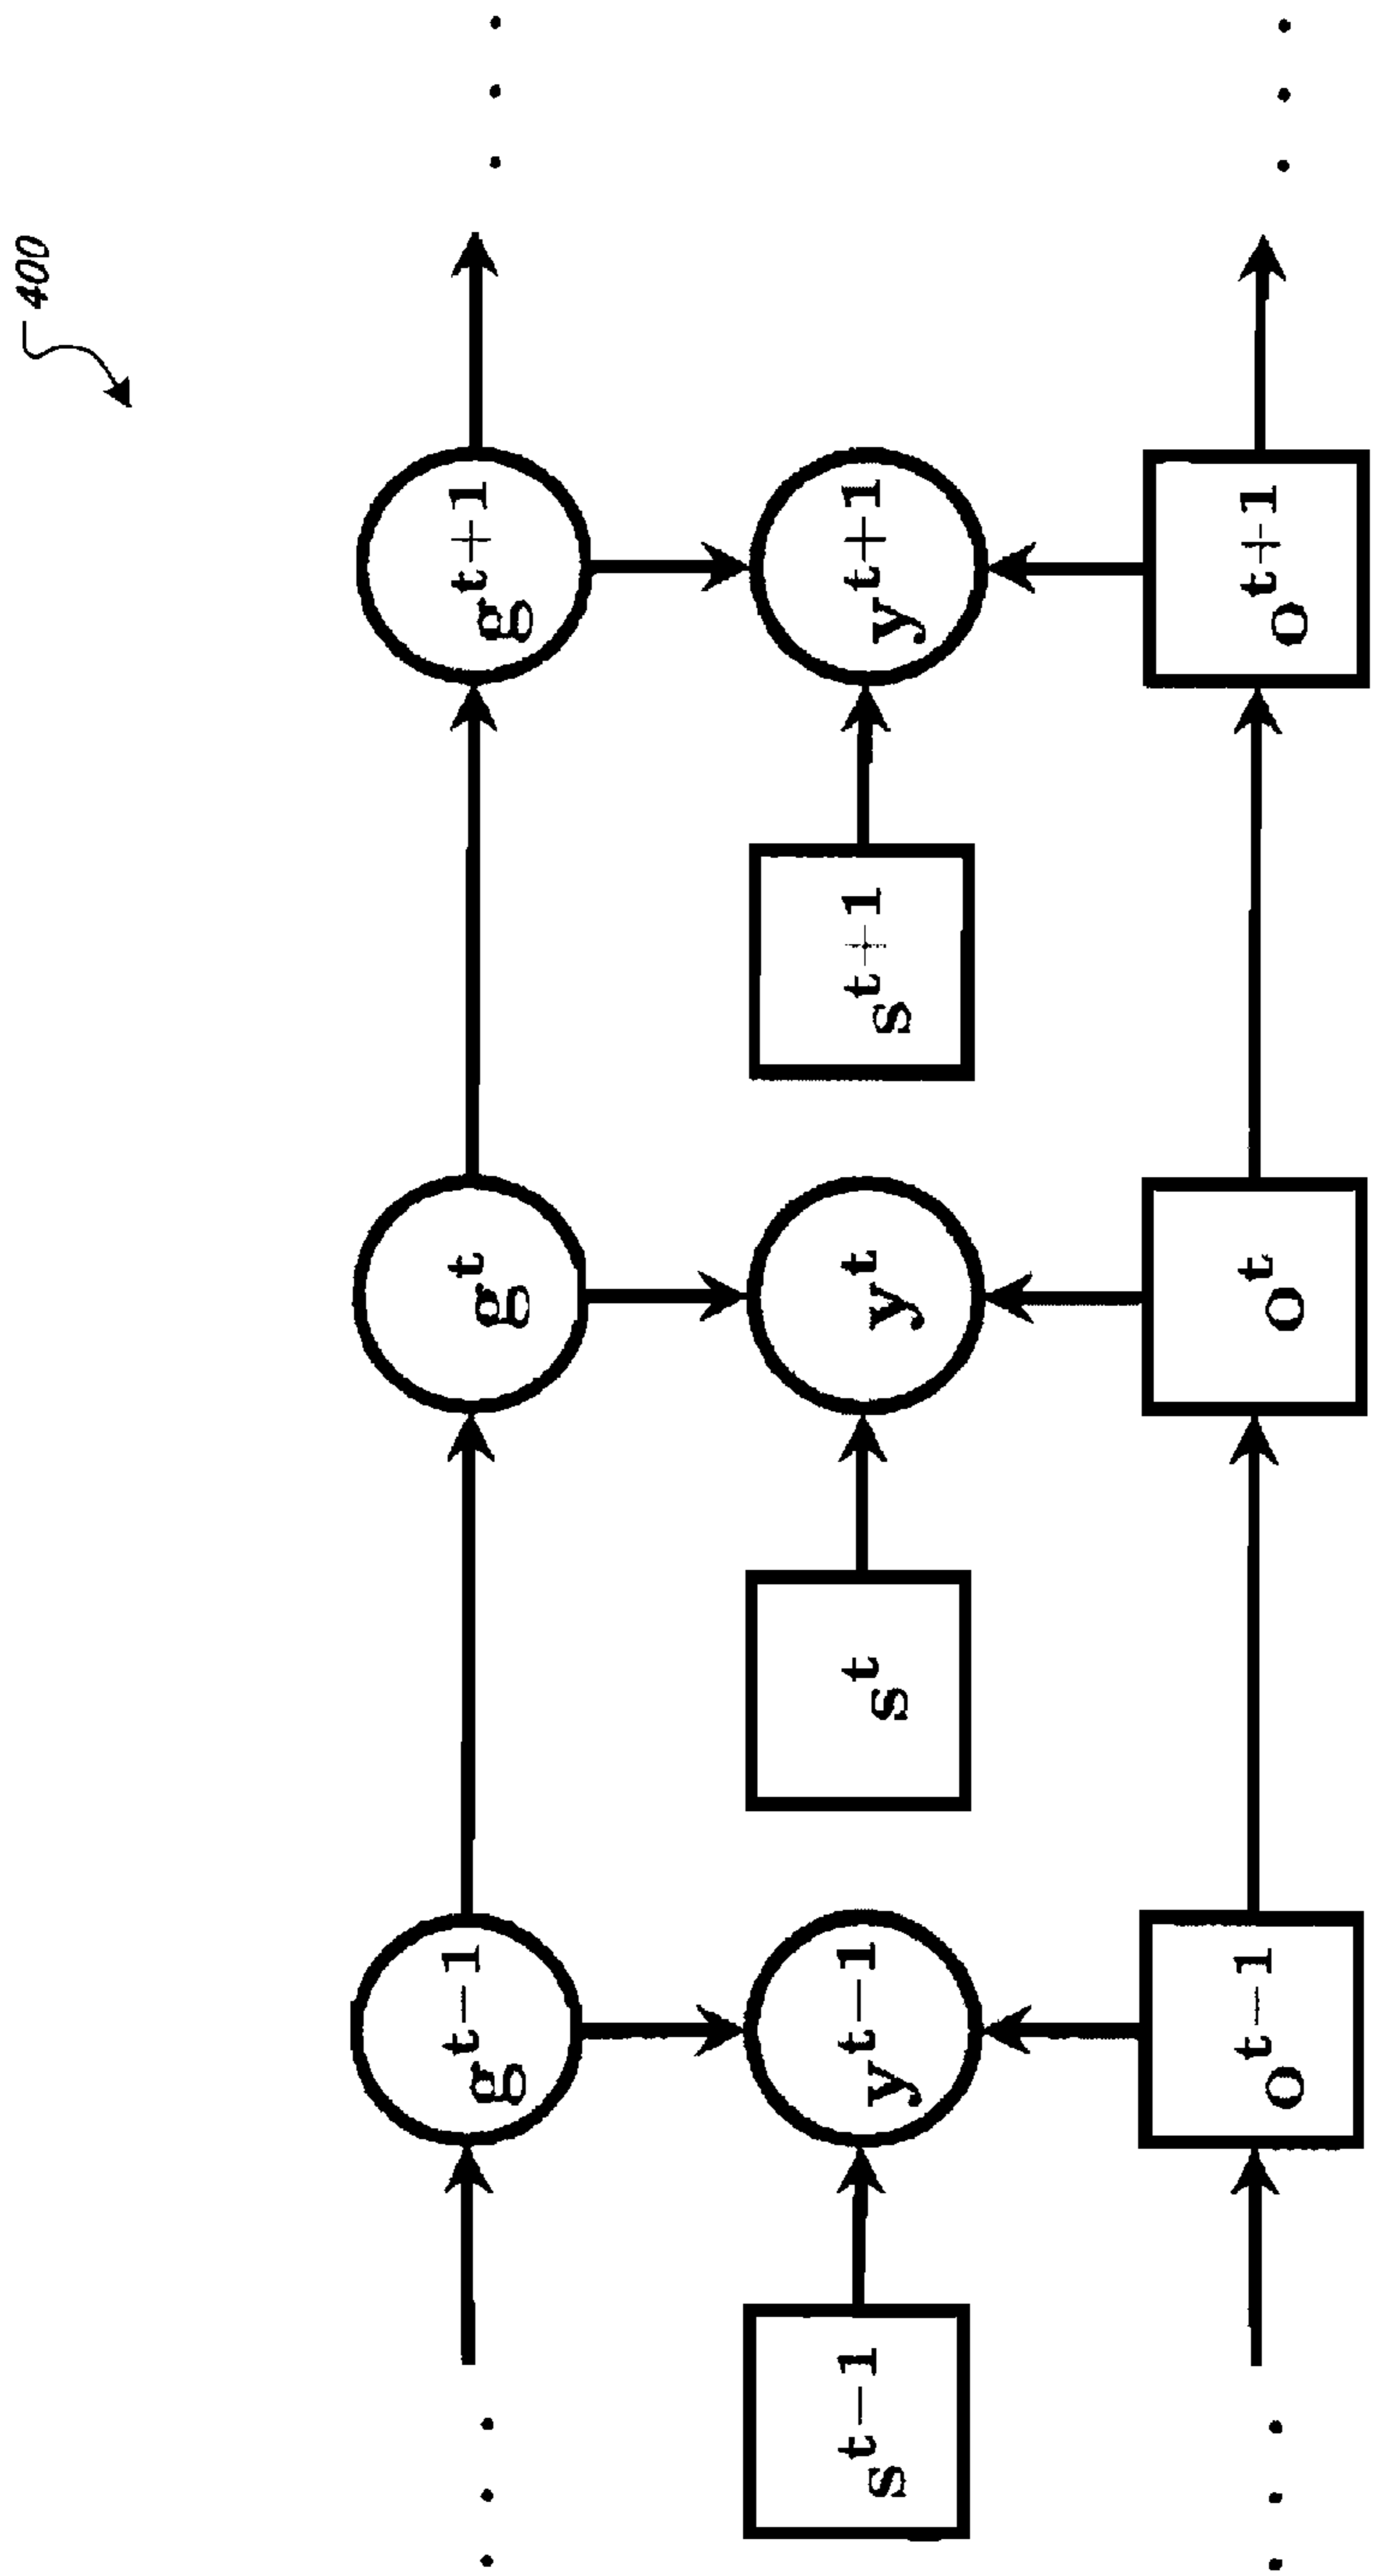 400
g^{t-1}
g^t
g^{t+1}
s^{t-1}
y^{t-1}
s^t
y^t
s^{t+1}
y^{t+1}
o^{t-1}
o^t
o^{t+1}